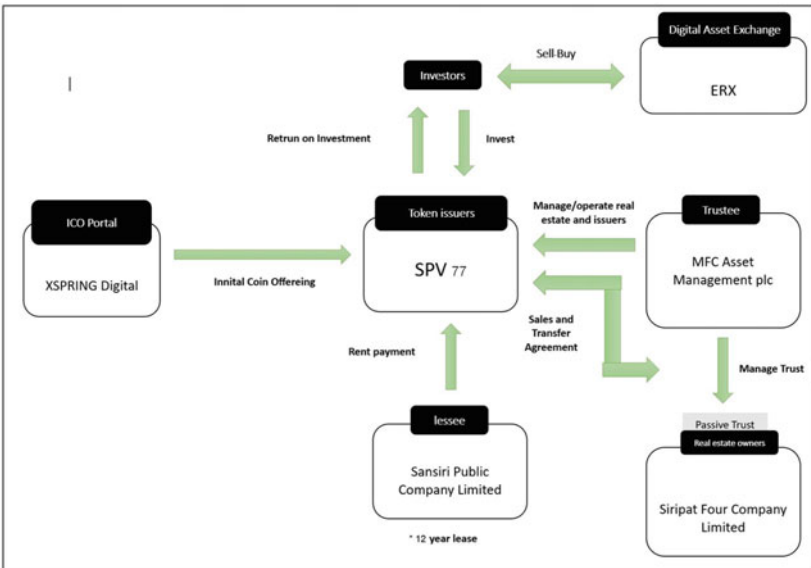 Digital Asset Exchange
ERX
Sell-Buy
Investors
Retrun on Investment
Invest
ICO Portal
XSPRING Digital
Innital Coin Offereing
Token issuers
SPV 77
Manage/operate real
estate and issuers
Trustee
MFC Asset
Management plc
Sales and
Transfer
Agreement
Rent payment
Manage Trust
lessee
Sansiri Public
Company Limited
* 12 year lease
Passive Trust
Real estate owners
Siripat Four Company
Limited